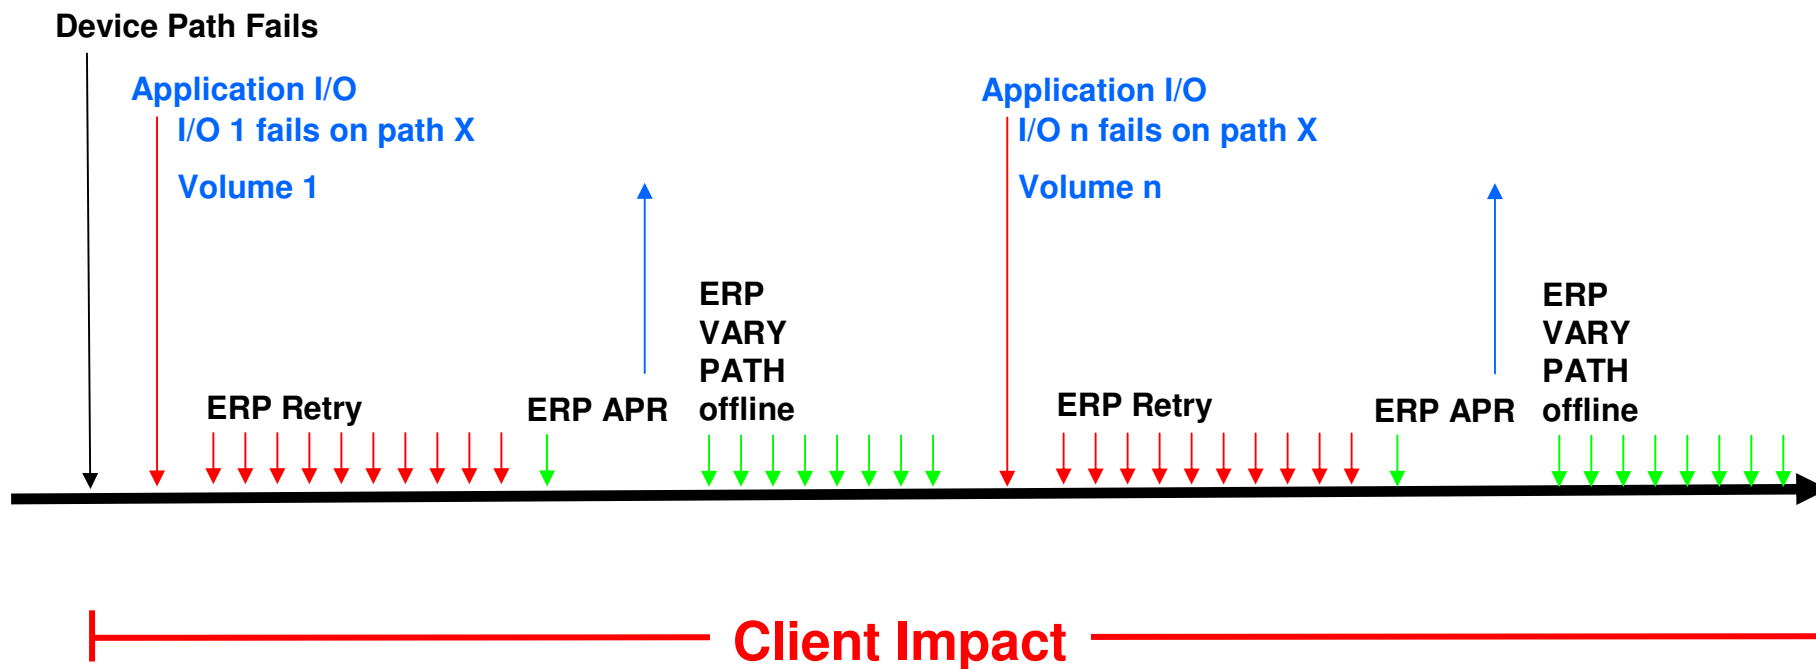 Device Path Fails
Application I/O
I/O 1 fails on path X
Volume 1
ERP Retry
ERP APR
ERP
VARY
PATH
offline
Application I/O
I/O n fails on path X
Volume n
ERP Retry
ERP APR
ERP
VARY
PATH
offline
Client Impact